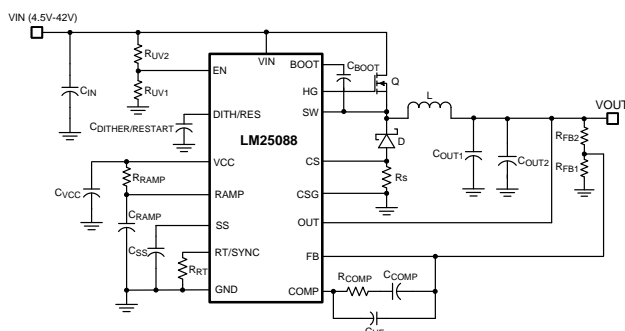 VIN (4.5V-42V)
RUV2
RUV1
CIN
CDITHER/RESTART
RRAMP
CVCC
CRAMP
CSS
RRT
EN
DITH/RES
VCC
RAMP
SS
RT/SYNC
GND
VIN
LM25088
BOOT
HG
SW
CS
CSG
OUT
FB
COMP
CBOOT
Q
L
D
Rs
VOUT
COUT1
COUT2
RFB2
RFB1
RCOMP
CCOMP